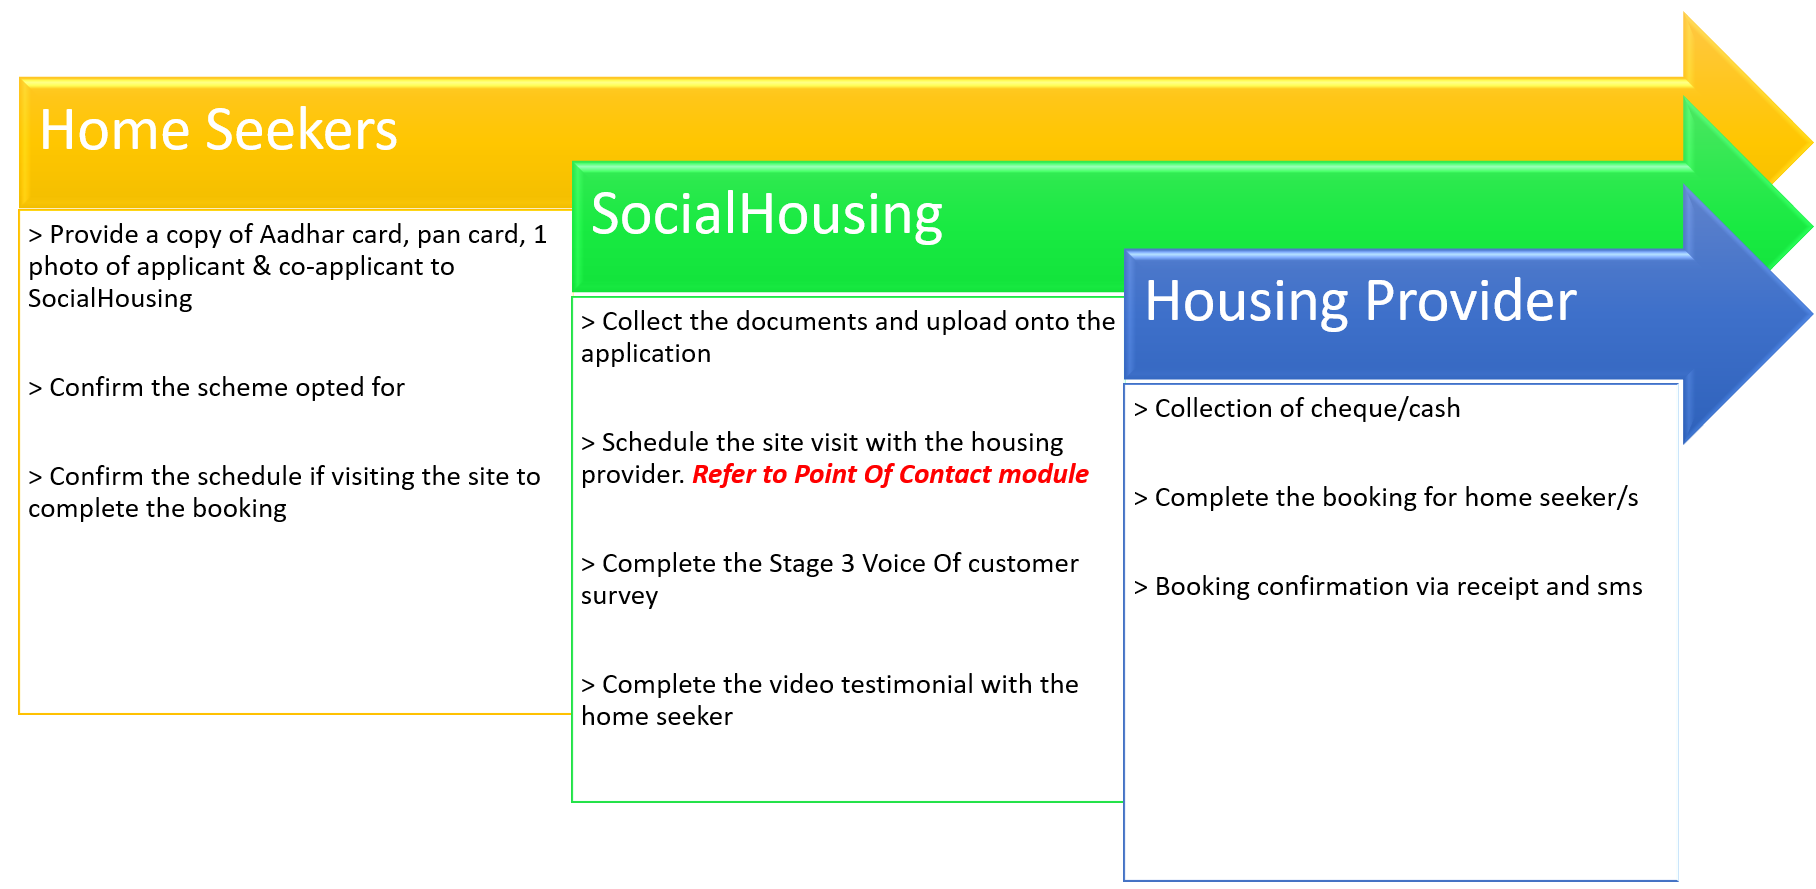 Home Seekers
> Provide a copy of Aadhar card, pan card, 1
photo of applicant & co-applicant to
SocialHousing
> Confirm the scheme opted for
> Confirm the schedule if visiting the site to
complete the booking
SocialHousing
> Collect the documents and upload onto the
application
> Schedule the site visit with the housing
provider. Refer to Point Of Contact module
> Complete the Stage 3 Voice Of customer
survey
> Complete the video testimonial with the
home seeker
Housing Provider
> Collection of cheque/cash
> Complete the booking for home seeker/s
> Booking confirmation via receipt and sms